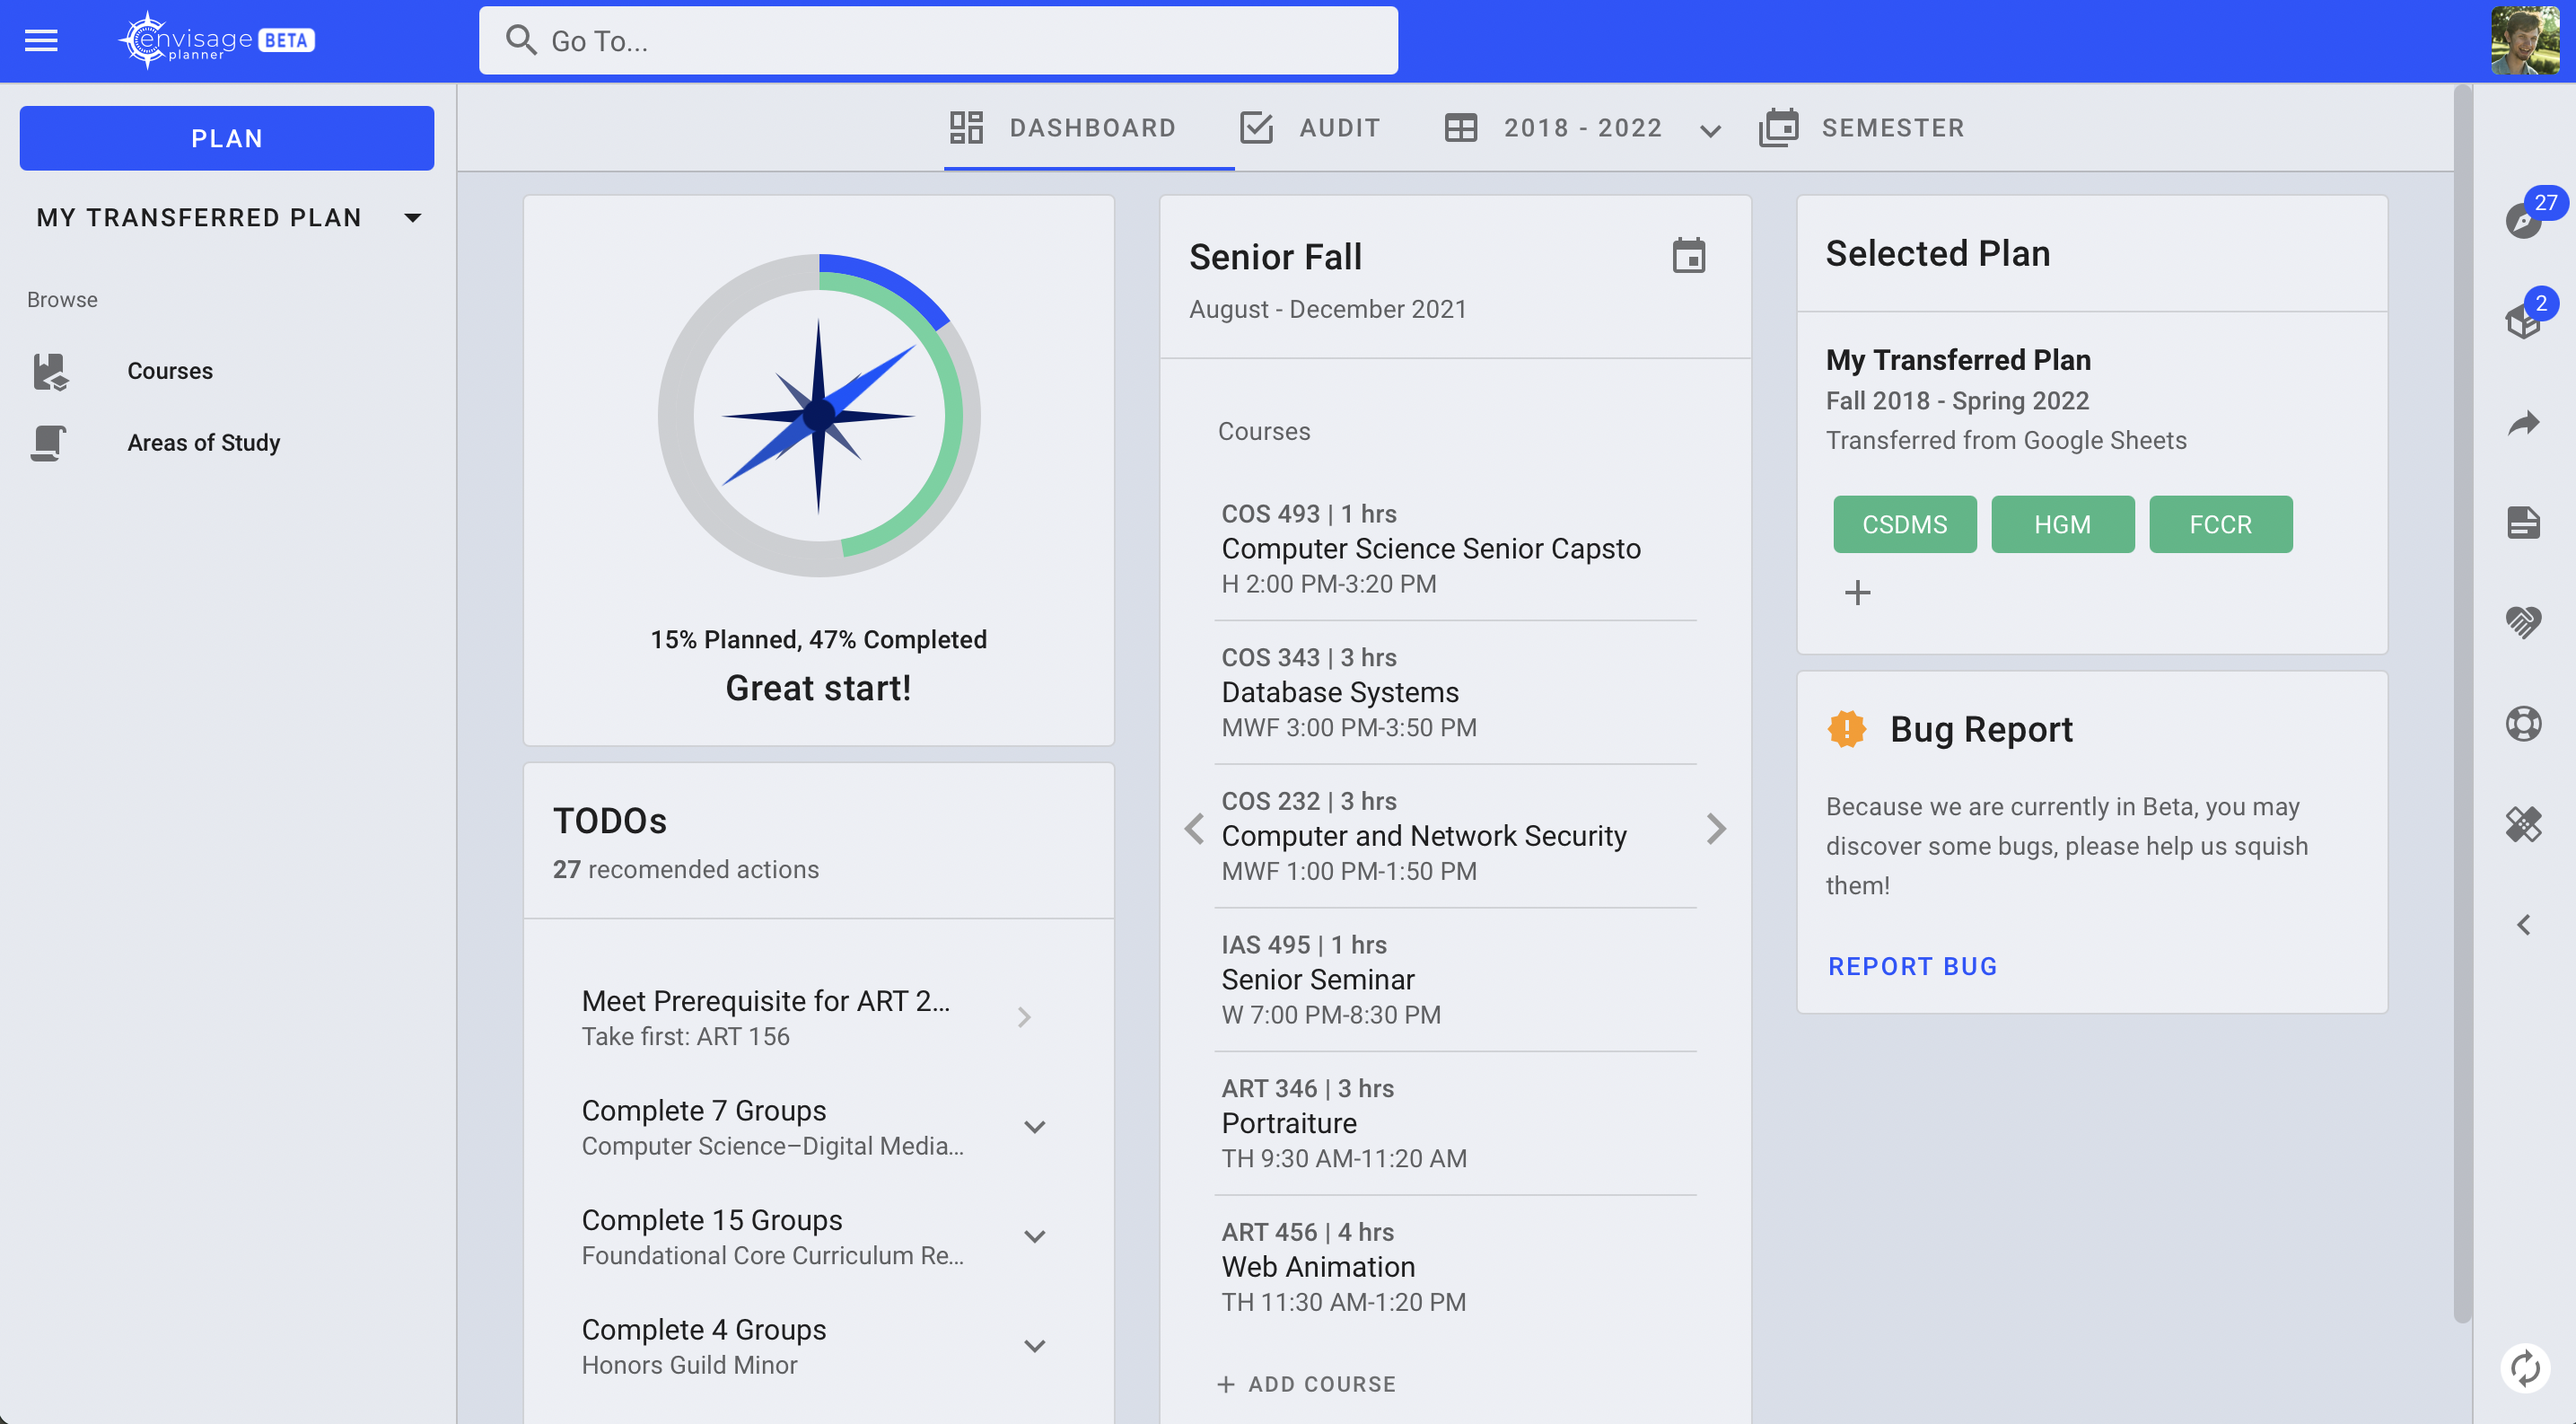 envisage BETA
planner
Go To...
27
2
PLAN
MY TRANSFERRED PLAN
Browse
Courses
Areas of Study
DASHBOARD
AUDIT
2018 - 2022
SEMESTER
15% Planned, 47% Completed
Great start!
TODOs
27 recomended actions
Meet Prerequisite for ART 2...
Take first: ART 156
Complete 7 Groups
Computer Science–Digital Media...
Complete 15 Groups
Foundational Core Curriculum Re...
Complete 4 Groups
Honors Guild Minor
Senior Fall
August - December 2021
Courses
COS 493 | 1 hrs
Computer Science Senior Capsto
H 2:00 PM-3:20 PM
COS 343 | 3 hrs
Database Systems
MWF 3:00 PM-3:50 PM
COS 232 | 3 hrs
Computer and Network Security
MWF 1:00 PM-1:50 PM
IAS 495 | 1 hrs
Senior Seminar
W 7:00 PM-8:30 PM
ART 346 | 3 hrs
Portraiture
TH 9:30 AM-11:20 AM
ART 456 | 4 hrs
Web Animation
TH 11:30 AM-1:20 PM
+ ADD COURSE
Selected Plan
My Transferred Plan
Fall 2018 - Spring 2022
Transferred from Google Sheets
CSDMS
HGM
FCCR
Bug Report
Because we are currently in Beta, you may
discover some bugs, please help us squish
them!
REPORT BUG